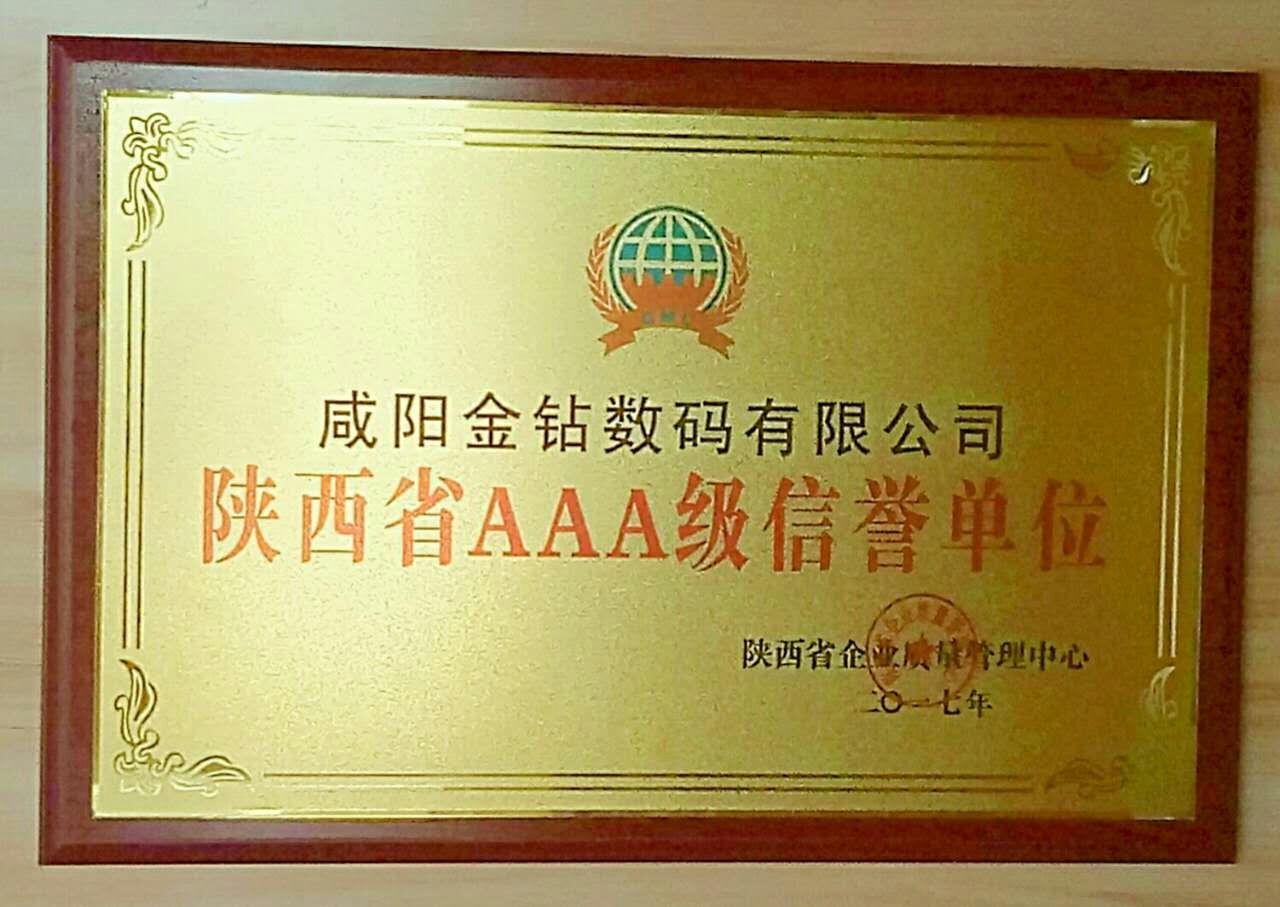 咸阳金钻数码有限公司
陕西省AAA级信誉单位
陕西省企业质量管理中心
二〇一七年